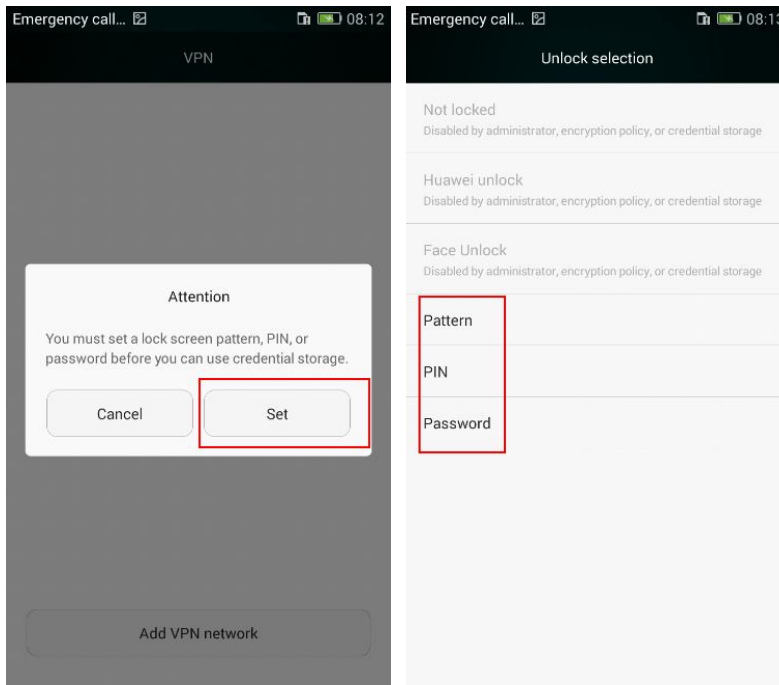 Emergency call...
08:12
VPN
Attention
You must set a lock screen pattern, PIN, or
password before you can use credential storage.
Cancel
Set
Add VPN network
Emergency call...
08:13
Unlock selection
Not locked
Disabled by administrator, encryption policy, or credential storage
Huawei unlock
Disabled by administrator, encryption policy, or credential storage
Face Unlock
Disabled by administrator, encryption policy, or credential storage
Pattern
PIN
Password